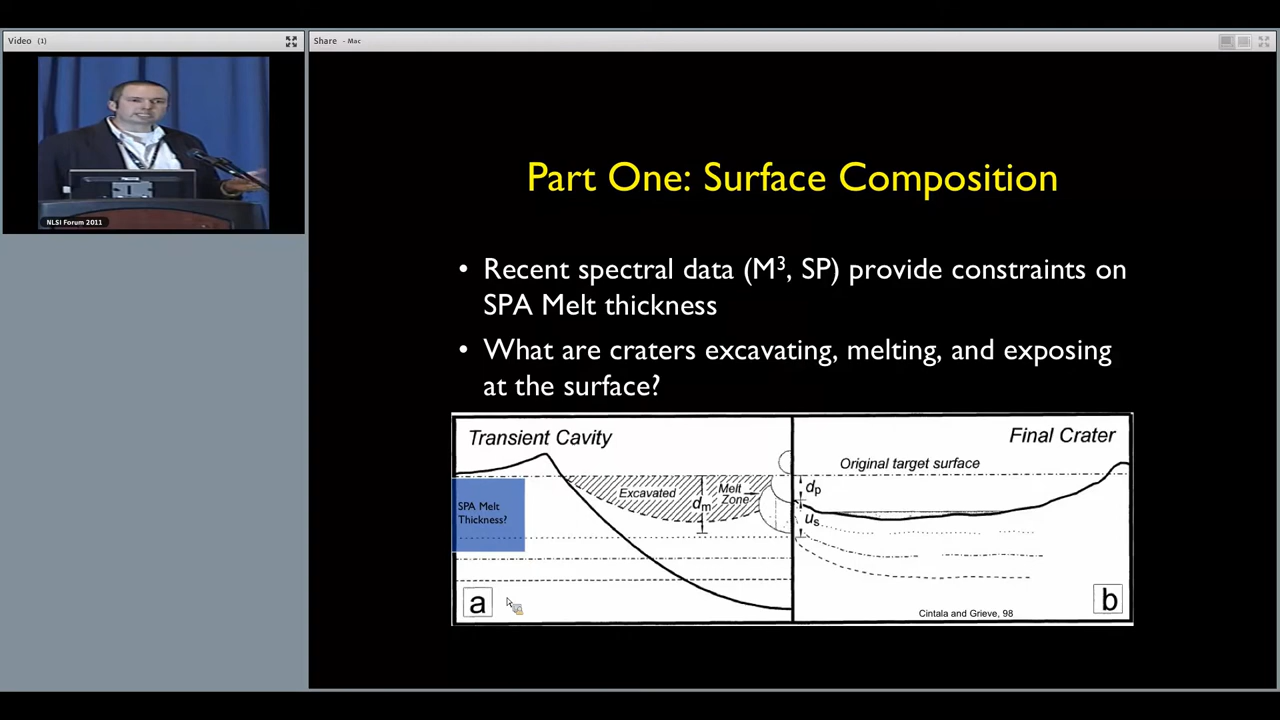 Video (1)
Share - Moc
NLSI Forum 2011
Part One: Surface Composition
• Recent spectral data (M³, SP) provide constraints on
SPA Melt thickness
• What are craters excavating, melting, and exposing
at the surface?
Transient Cavity
Final Crater
Original target surface
SPA Melt
Thickness?
Excavated
Melt
Zone
dm
dp
us
a
b
Cintala and Grieve, 98